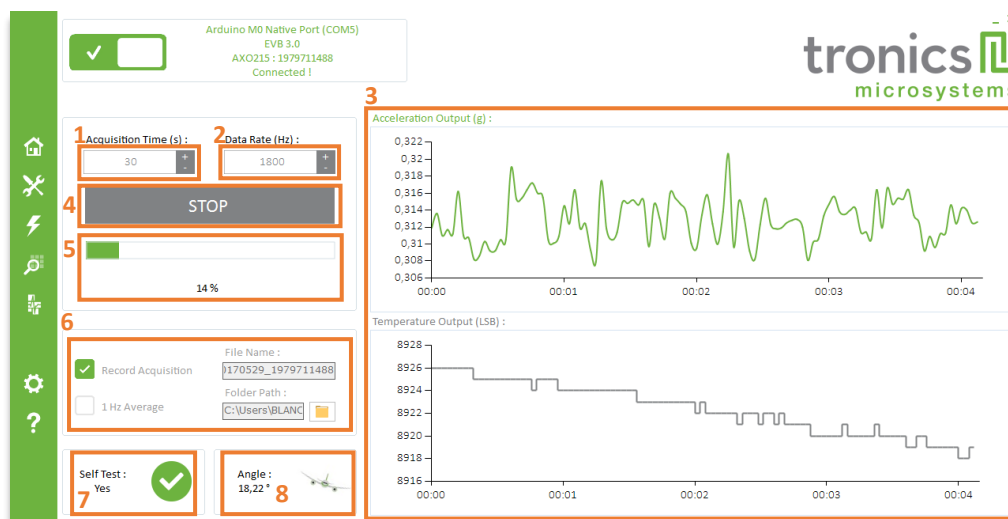 Arduino M0 Native Port (COM5)
EVB 3.0
AXO215 : 1979711488
Connected !
tronics
microsystems
1
Acquisition Time (s) :
2
Data Rate (Hz) :
30
+
-
1800
+
-
4
STOP
5
14 %
6
Record Acquisition
File Name :
0170529_1979711488
1 Hz Average
Folder Path :
C:\Users\BLANC
Self Test :
Yes
7
Angle :
18,22 °
8
3
Acceleration Output (g) :
0,322
0,32
0,318
0,316
0,314
0,312
0,31
0,308
0,306
00:00
00:01
00:02
00:03
00:04
Temperature Output (LSB) :
8928
8926
8924
8922
8920
8918
8916
00:00
00:01
00:02
00:03
00:04
?